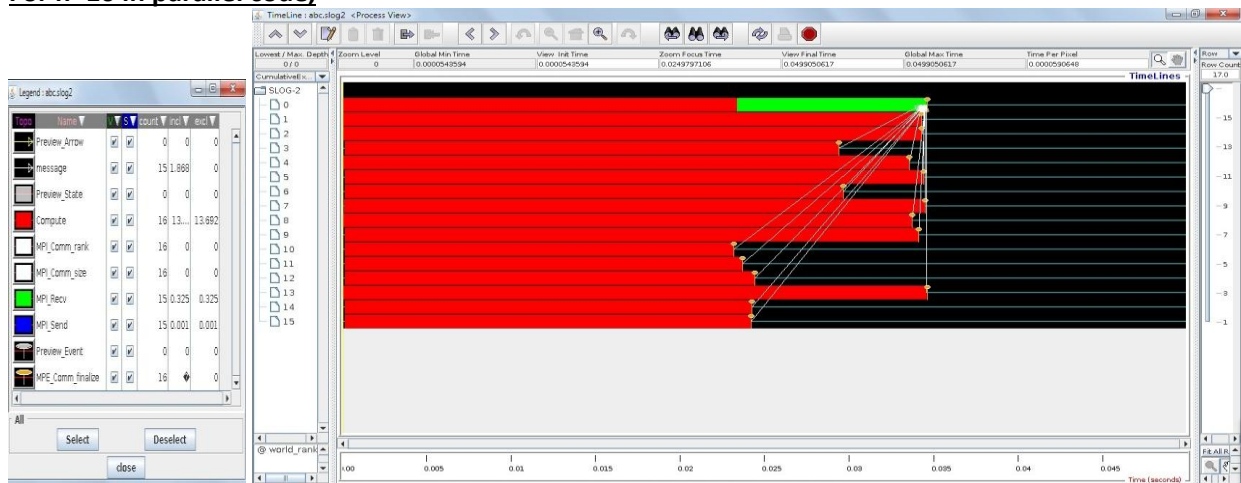 TimeLine : abc.slog2 <Process View>
Lowest / Max. Depth
Zoom Level
Global Min Time
View Init Time
Zoom Focus Time
View Final Time
Global Max Time
Time Per Pixel
Row
0 / 0
0
0.0000543594
0.0000543594
0.0249797106
0.0499050617
0.0499050617
0.0000590648
Row Count
17.0
TimeLines
SLOG-2
0
1
2
3
4
5
6
7
8
9
10
11
12
13
14
15
15
13
11
9
7
5
3
1
@ world_rank
Fit All R
0.005
0.01
0.015
0.02
0.025
0.03
0.035
0.04
0.045
Time (seconds)
Legend : abc.slog2
Topo Name V S count incl excl
Preview_Arrow 0 0 0
message 15 1.868 0
Preview_State 0 0 0
Compute 16 13.... 13.692
MPI_Comm_rank 16 0 0
MPI_Comm_size 16 0 0
MPI_Recv 15 0.325 0.325
MPI_Send 15 0.001 0.001
Preview_Event 0 0 0
MPE_Comm_finalize 16 0
All
Select
Deselect
close